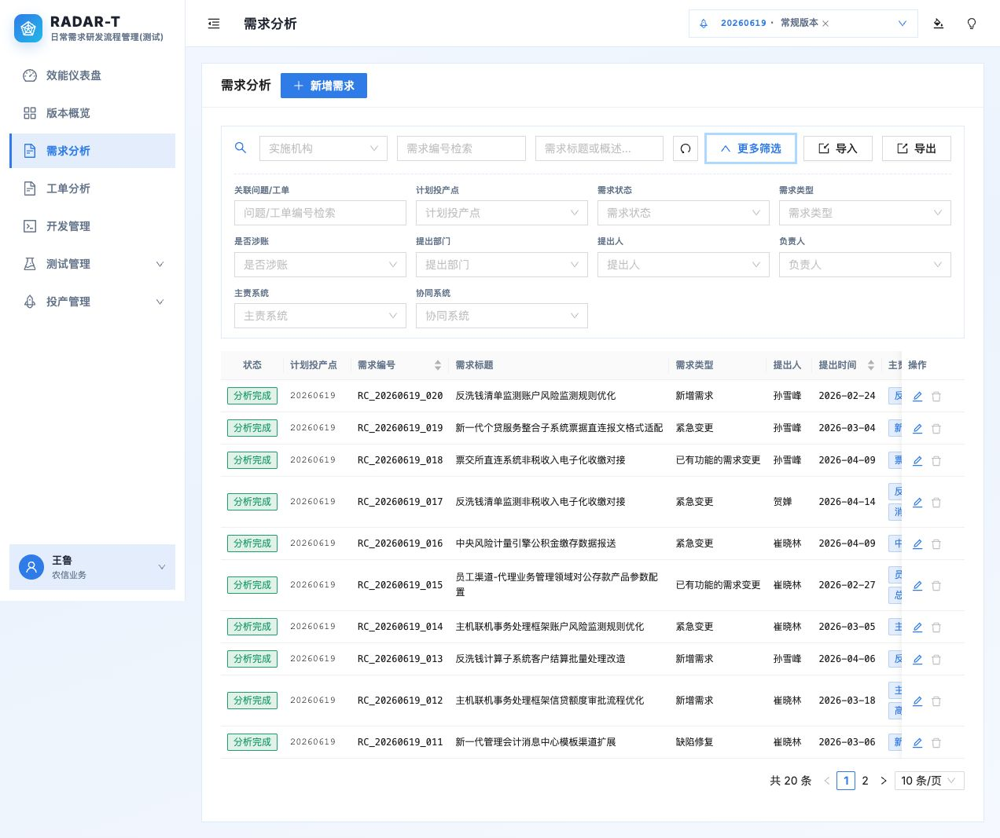 RADAR-T
日常需求研发流程管理(测试)
需求分析
20260619 · 常规版本
效能仪表盘
版本概览
需求分析
工单分析
开发管理
测试管理
投产管理
王鲁
农信业务
需求分析
新增需求
实施机构
需求编号检索
需求标题或概述...
更多筛选
导入
导出
关联问题/工单
计划投产点
需求状态
需求类型
问题/工单编号检索
计划投产点
需求状态
需求类型
是否涉账
提出部门
提出人
负责人
是否涉账
提出部门
提出人
负责人
主责系统
协同系统
主责系统
协同系统
状态 计划投产点 需求编号 需求标题 需求类型 提出人 提出时间 主 操作
分析完成 20260619 RC_20260619_020 反洗钱清单监测账户风险监测规则优化 新增需求 孙雪峰 2026-02-24 反
分析完成 20260619 RC_20260619_019 新一代个贷服务整合子系统票据直连报文格式适配 紧急变更 孙雪峰 2026-03-04 新
分析完成 20260619 RC_20260619_018 票交所直连系统非税收入电子化收缴对接 已有功能的需求变更 孙雪峰 2026-04-09 票
分析完成 20260619 RC_20260619_017 反洗钱清单监测非税收入电子化收缴对接 紧急变更 贺婵 2026-04-14 反
消
分析完成 20260619 RC_20260619_016 中央风险计量引擎公积金缴存数据报送 紧急变更 崔晓林 2026-04-09 中
分析完成 20260619 RC_20260619_015 员工渠道-代理业务管理领域对公存款产品参数配 已有功能的需求变更 崔晓林 2026-02-27 员
置
总
分析完成 20260619 RC_20260619_014 主机联机事务处理框架账户风险监测规则优化 紧急变更 崔晓林 2026-03-05 主
分析完成 20260619 RC_20260619_013 反洗钱计算子系统客户结算批量处理改造 新增需求 孙雪峰 2026-04-06 反
分析完成 20260619 RC_20260619_012 主机联机事务处理框架信贷额度审批流程优化 新增需求 崔晓林 2026-03-18 主
高
分析完成 20260619 RC_20260619_011 新一代管理会计消息中心模板渠道扩展 缺陷修复 崔晓林 2026-03-06 新
共 20 条 1 2 10 条/页